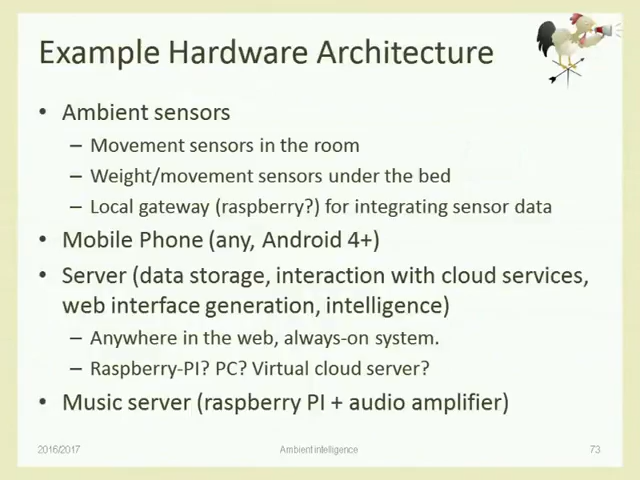 Example Hardware Architecture
• Ambient sensors
– Movement sensors in the room
– Weight/movement sensors under the bed
– Local gateway (raspberry?) for integrating sensor data
• Mobile Phone (any, Android 4+)
• Server (data storage, interaction with cloud services,
web interface generation, intelligence)
– Anywhere in the web, always-on system.
– Raspberry-PI? PC? Virtual cloud server?
• Music server (raspberry PI + audio amplifier)
2016/2017 Ambient intelligence 73